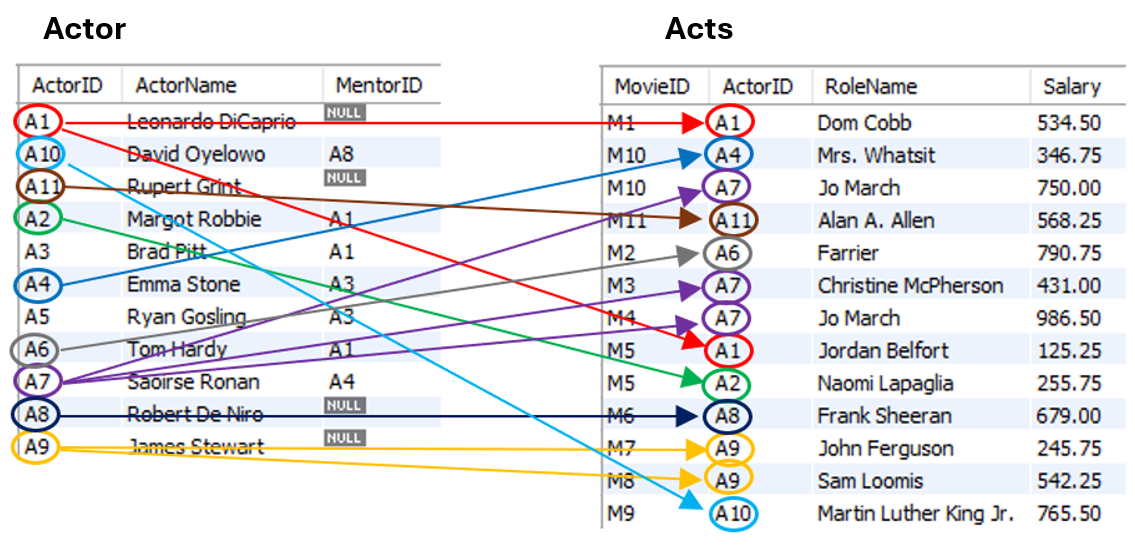 Actor
ActorID ActorName MentorID
A1 Leonardo DiCaprio NULL
A10 David Oyelowo A8
A11 Rupert Grint NULL
A2 Margot Robbie A1
A3 Brad Pitt A1
A4 Emma Stone A3
A5 Ryan Gosling A3
A6 Tom Hardy A1
A7 Saoirse Ronan A4
A8 Robert De Niro NULL
A9 James Stewart NULL
Acts
MovieID ActorID RoleName Salary
M1 A1 Dom Cobb 534.50
M10 A4 Mrs. Whatsit 346.75
M10 A7 Jo March 750.00
M11 A11 Alan A. Allen 568.25
M2 A6 Farrier 790.75
M3 A7 Christine McPherson 431.00
M4 A7 Jo March 986.50
M5 A1 Jordan Belfort 125.25
M5 A2 Naomi Lapaglia 255.75
M6 A8 Frank Sheeran 679.00
M7 A9 John Ferguson 245.75
M8 A9 Sam Loomis 542.25
M9 A10 Martin Luther King Jr. 765.50